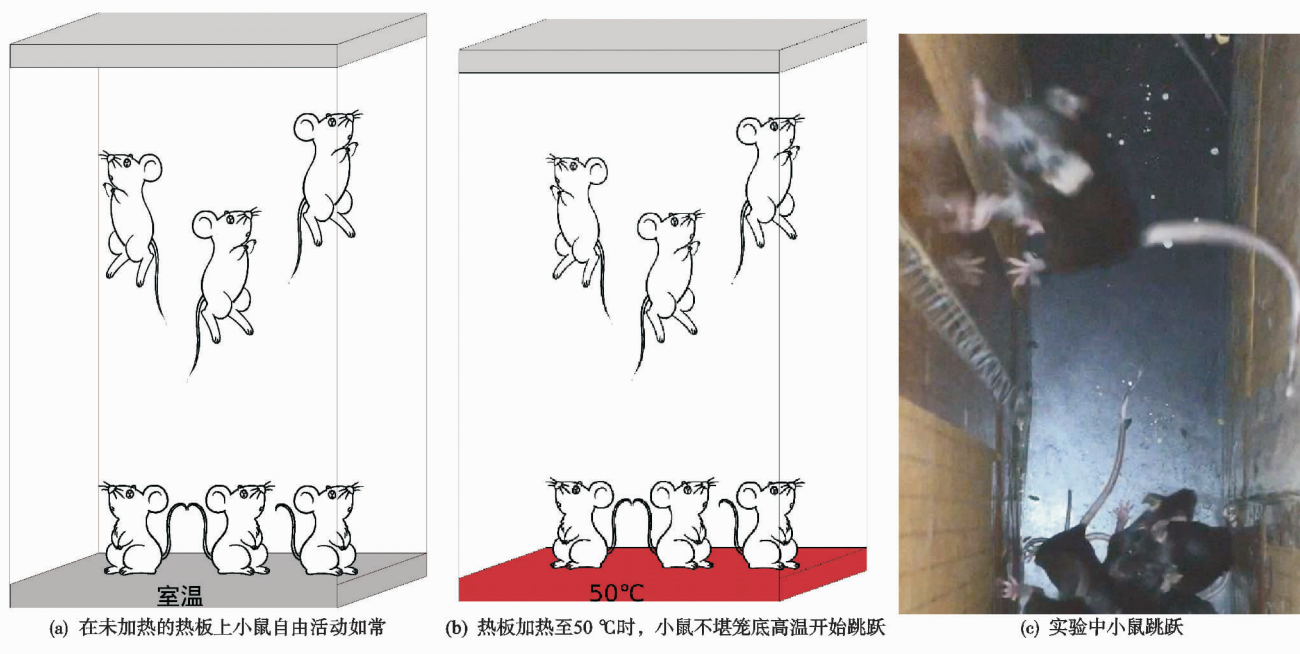 室温
50℃
(a) 在未加热的热板上小鼠自由活动如常
(b) 热板加热至50 ℃时，小鼠不堪笼底高温开始跳跃
(c) 实验中小鼠跳跃